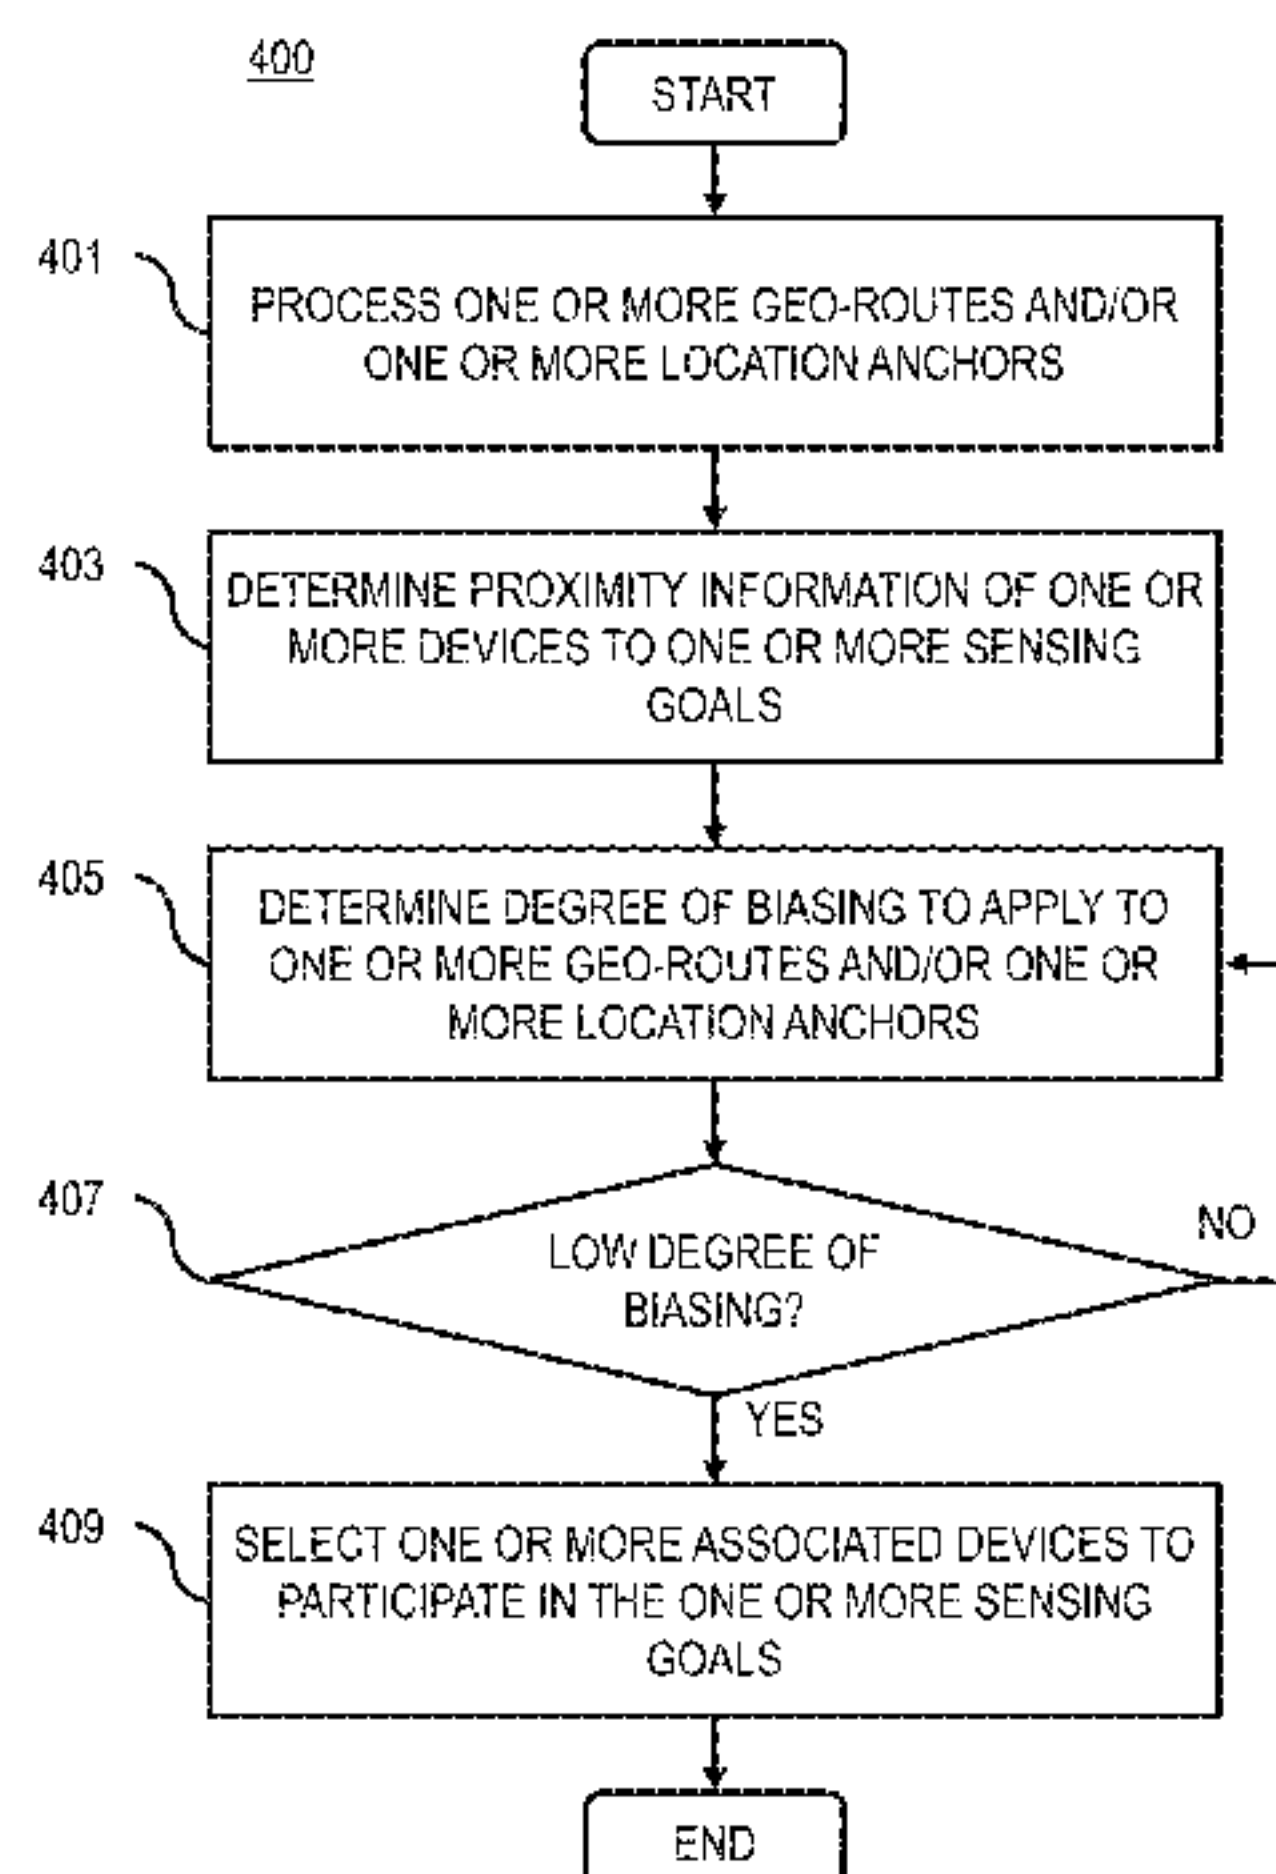 400
START
401
PROCESS ONE OR MORE GEO-ROUTES AND/OR
ONE OR MORE LOCATION ANCHORS
403
DETERMINE PROXIMITY INFORMATION OF ONE OR
MORE DEVICES TO ONE OR MORE SENSING
GOALS
405
DETERMINE DEGREE OF BIASING TO APPLY TO
ONE OR MORE GEO-ROUTES AND/OR ONE OR
MORE LOCATION ANCHORS
407
LOW DEGREE OF
BIASING?
NO
YES
409
SELECT ONE OR MORE ASSOCIATED DEVICES TO
PARTICIPATE IN THE ONE OR MORE SENSING
GOALS
END